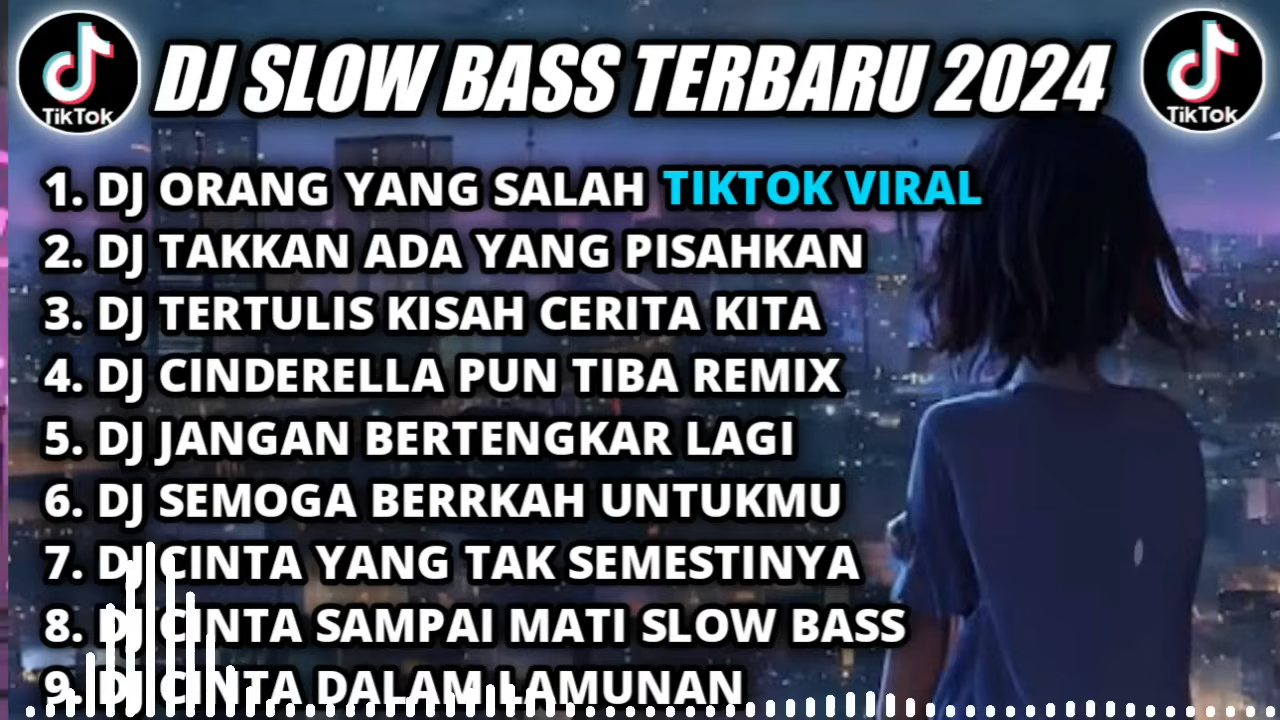 DJ SLOW BASS TERBARU 2024
TikTok
TikTok
1. DJ ORANG YANG SALAH TIKTOK VIRAL
2. DJ TAKKAN ADA YANG PISAHKAN
3. DJ TERTULIS KISAH CERITA KITA
4. DJ CINDERELLA PUN TIBA REMIX
5. DJ JANGAN BERTENGKAR LAGI
6. DJ SEMOGA BERRKAH UNTUKMU
7. DJ CINTA YANG TAK SEMESTINYA
8. DJ CINTA SAMPAI MATI SLOW BASS
9. DJ CINTA DALAM LAMUNAN